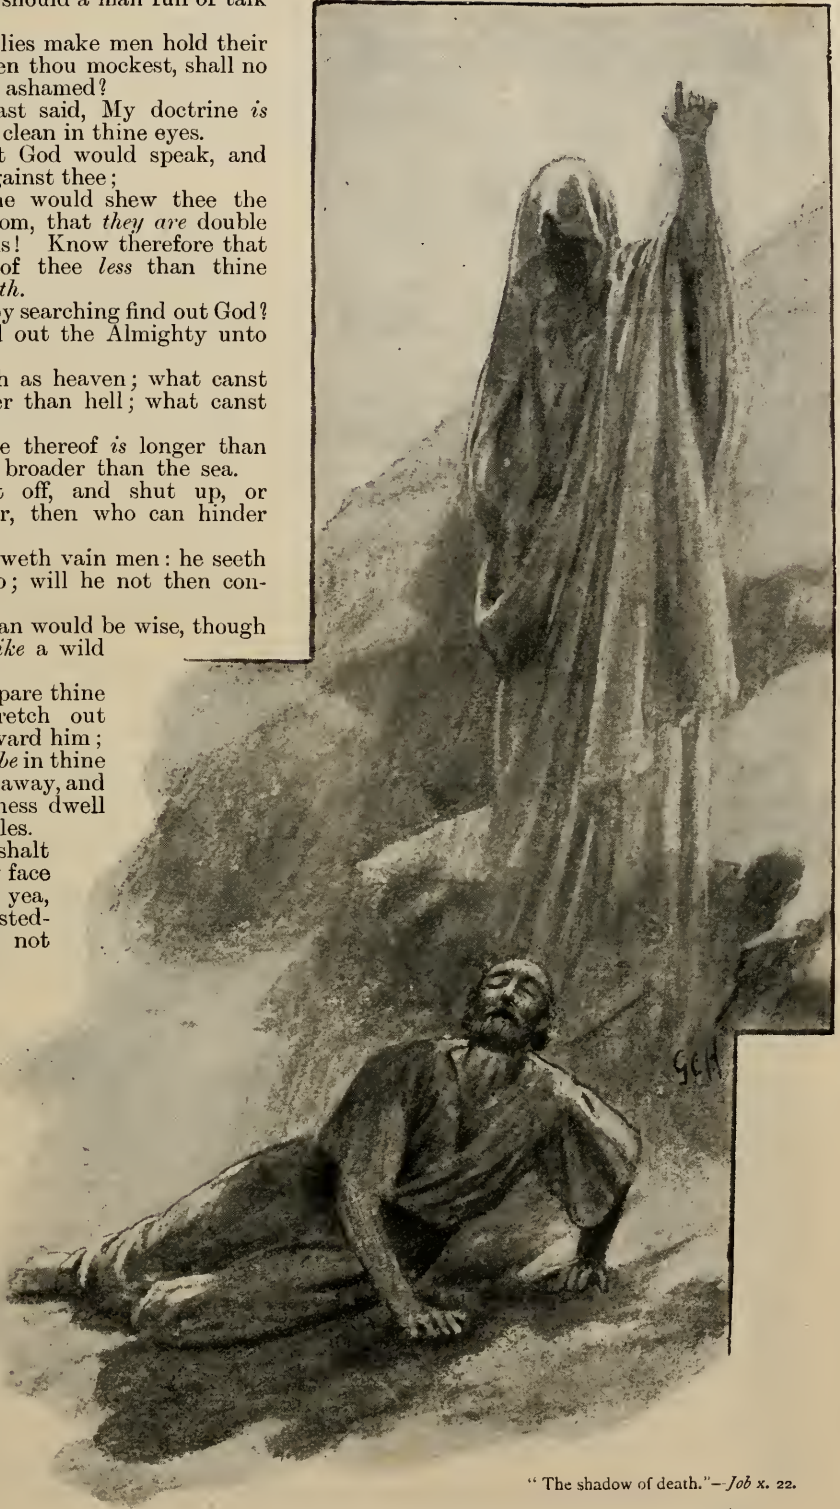 should a man full of talk
lies make men hold their
en thou mockest, shall no
ashamed?
ast said, My doctrine is
clean in thine eyes.
t God would speak, and
gainst thee;
he would shew thee the
om, that they are double
s! Know therefore that
of thee less than thine
th.
by searching find out God?
d out the Almighty unto
h as heaven; what canst
er than hell; what canst
e thereof is longer than
broader than the sea.
t off, and shut up, or
r, then who can hinder
weth vain men: he seeth
o; will he not then con-
an would be wise, though
ike a wild
pare thine
retch out
ward him;
be in thine
away, and
ness dwell
les.
shalt
face
yea,
sted-
not
GCH
“The shadow of death.”—Job x. 22.